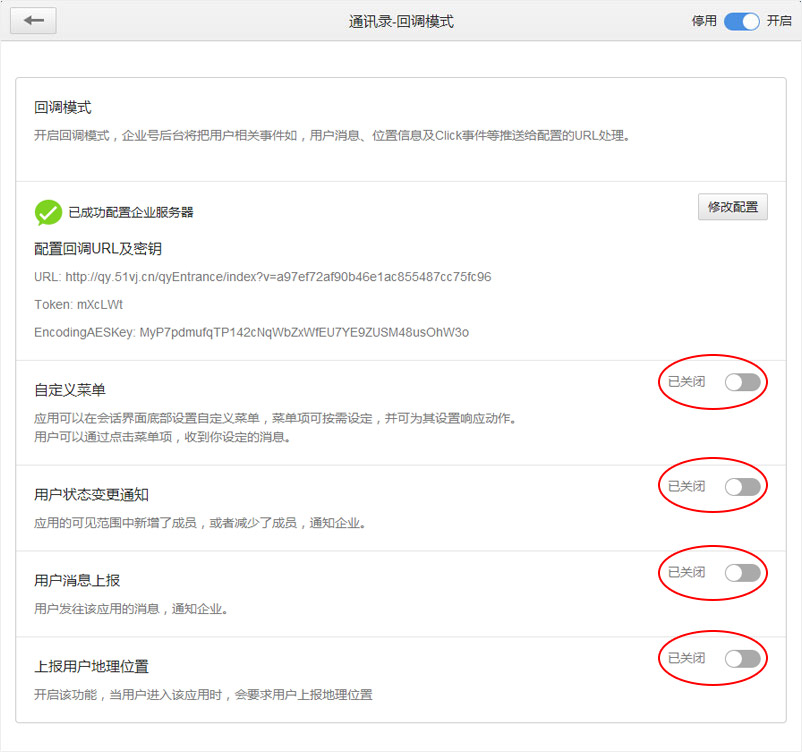 通讯录-回调模式
停用 开启
回调模式
开启回调模式，企业号后台将把用户相关事件如，用户消息、位置信息及Click事件等推送给配置的URL处理。
已成功配置企业服务器
修改配置
配置回调URL及密钥
URL: http://qy.51vj.cn/qyEntrance/index?v=a97ef72af90b46e1ac855487cc75fc96
Token: mXcLWt
EncodingAESKey: MyP7pdmufqTP142cNqWbZxWfEU7YE9ZUSM48usOhW3o
自定义菜单
已关闭
应用可以在会话界面底部设置自定义菜单，菜单项可按需设定，并可为其设置响应动作。
用户可以通过点击菜单项，收到你设定的消息。
用户状态变更通知
已关闭
应用的可见范围中新增了成员，或者减少了成员，通知企业。
用户消息上报
已关闭
用户发往该应用的消息，通知企业。
上报用户地理位置
已关闭
开启该功能，当用户进入该应用时，会要求用户上报地理位置